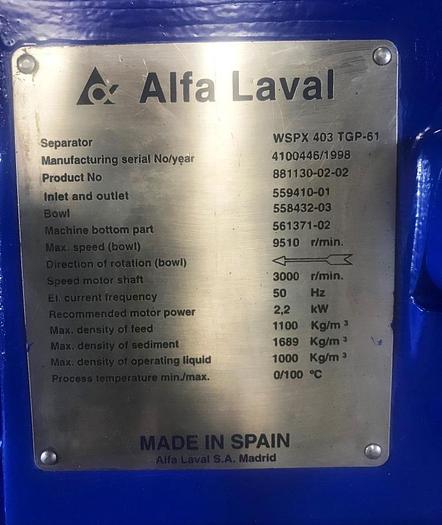 Alfa Laval
Separator WSPX 403 TGP-61
Manufacturing serial No/year 4100446/1998
Product No 881130-02-02
Inlet and outlet 559410-01
Bowl 558432-03
Machine bottom part 561371-02
Max. speed (bowl) 9510 r/min.
Direction of rotation (bowl)
Speed motor shaft 3000 r/min.
El. current frequency 50 Hz
Recommended motor power 2,2 kW
Max. density of feed 1100 Kg/m³
Max. density of sediment 1689 Kg/m³
Max. density of operating liquid 1000 Kg/m³
Process temperature min./max. 0/100 °C
MADE IN SPAIN
Alfa Laval S.A. Madrid